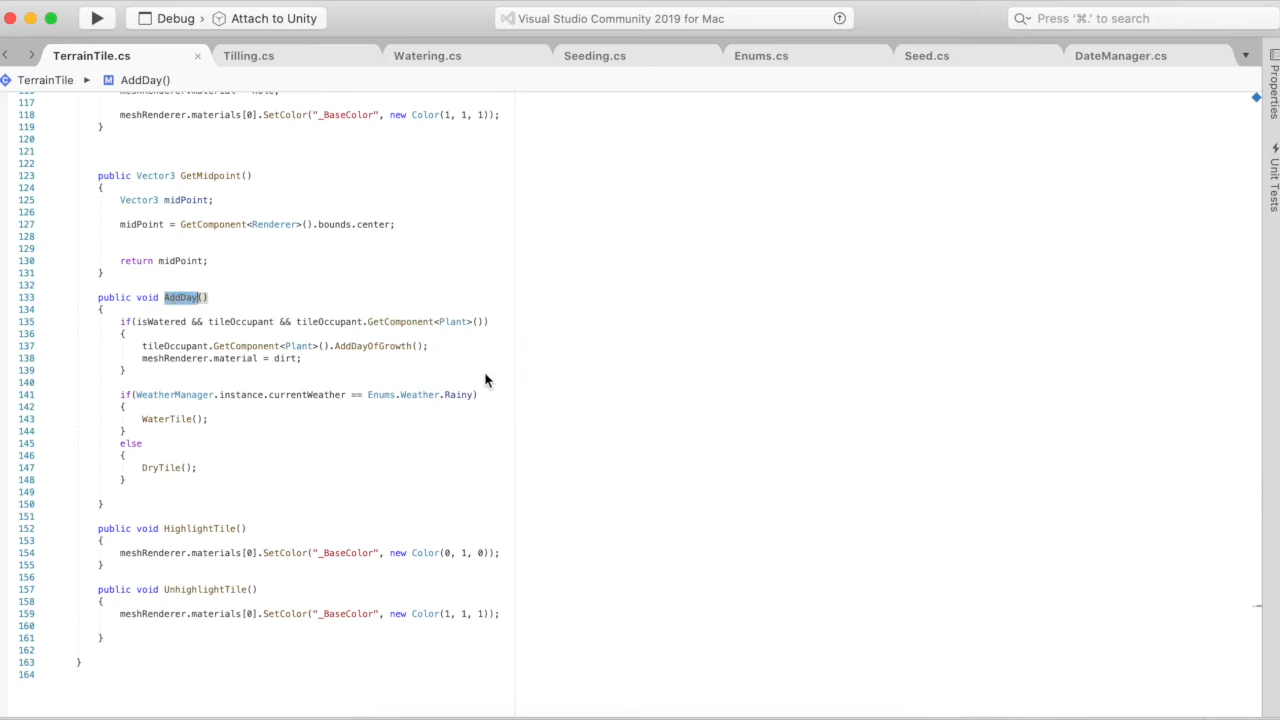 Debug › Attach to Unity
Visual Studio Community 2019 for Mac
Press '⌘.' to search
TerrainTile.cs
Tilling.cs
Watering.cs
Seeding.cs
Enums.cs
Seed.cs
DateManager.cs
TerrainTile ▶ M AddDay()
117
118 meshRenderer.materials[0].SetColor("_BaseColor", new Color(1, 1, 1));
119 }
120
121
122
123 public Vector3 GetMidpoint()
124 {
125 Vector3 midPoint;
126
127 midPoint = GetComponent<Renderer>().bounds.center;
128
129
130 return midPoint;
131 }
132
133 public void AddDay()
134 {
135 if(isWatered && tileOccupant && tileOccupant.GetComponent<Plant>())
136 {
137 tileOccupant.GetComponent<Plant>().AddDayOfGrowth();
138 meshRenderer.material = dirt;
139 }
140
141 if(WeatherManager.instance.currentWeather == Enums.Weather.Rainy)
142 {
143 WaterTile();
144 }
145 else
146 {
147 DryTile();
148 }
149
150 }
151
152 public void HighlightTile()
153 {
154 meshRenderer.materials[0].SetColor("_BaseColor", new Color(0, 1, 0));
155 }
156
157 public void UnhighlightTile()
158 {
159 meshRenderer.materials[0].SetColor("_BaseColor", new Color(1, 1, 1));
160
161 }
162
163 }
164
Properties
Unit Tests